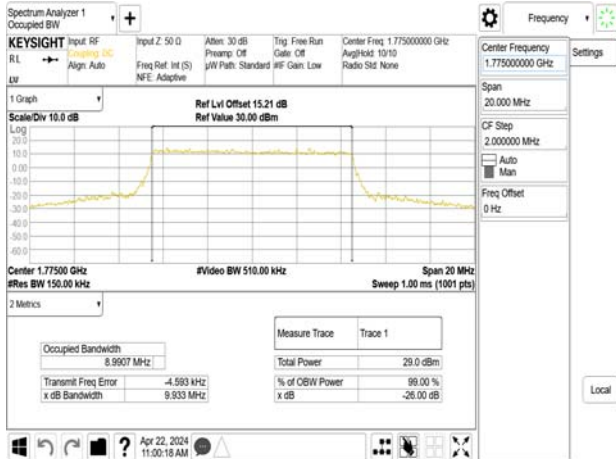 Spectrum Analyzer 1
Occupied BW
Frequency
KEYSIGHT
Input: RF
Coupling: DC
Align: Auto
RL
LXI
Input Z: 50 Ω
Freq Ref: Int (S)
NFE: Adaptive
Atten: 30 dB
Preamp: Off
µW Path: Standard
Trig: Free Run
Gate: Off
#IF Gain: Low
Center Freq: 1.775000000 GHz
Avg|Hold: 10/10
Radio Std: None
Center Frequency
1.775000000 GHz
Settings
Span
20.000 MHz
CF Step
2.000000 MHz
Auto
Man
Freq Offset
0 Hz
Local
1 Graph
Scale/Div 10.0 dB
Ref Lvl Offset 15.21 dB
Ref Value 30.00 dBm
Log
20.0
10.0
0.00
-10.0
-20.0
-30.0
-40.0
-50.0
-60.0
Center 1.77500 GHz
#Video BW 510.00 kHz
Span 20 MHz
#Res BW 150.00 kHz
Sweep 1.00 ms (1001 pts)
2 Metrics
Measure Trace
Trace 1
Occupied Bandwidth
8.9907 MHz
Total Power
29.0 dBm
Transmit Freq Error
-4.593 kHz
% of OBW Power
99.00 %
x dB Bandwidth
9.933 MHz
x dB
-26.00 dB
Apr 22, 2024
11:00:18 AM